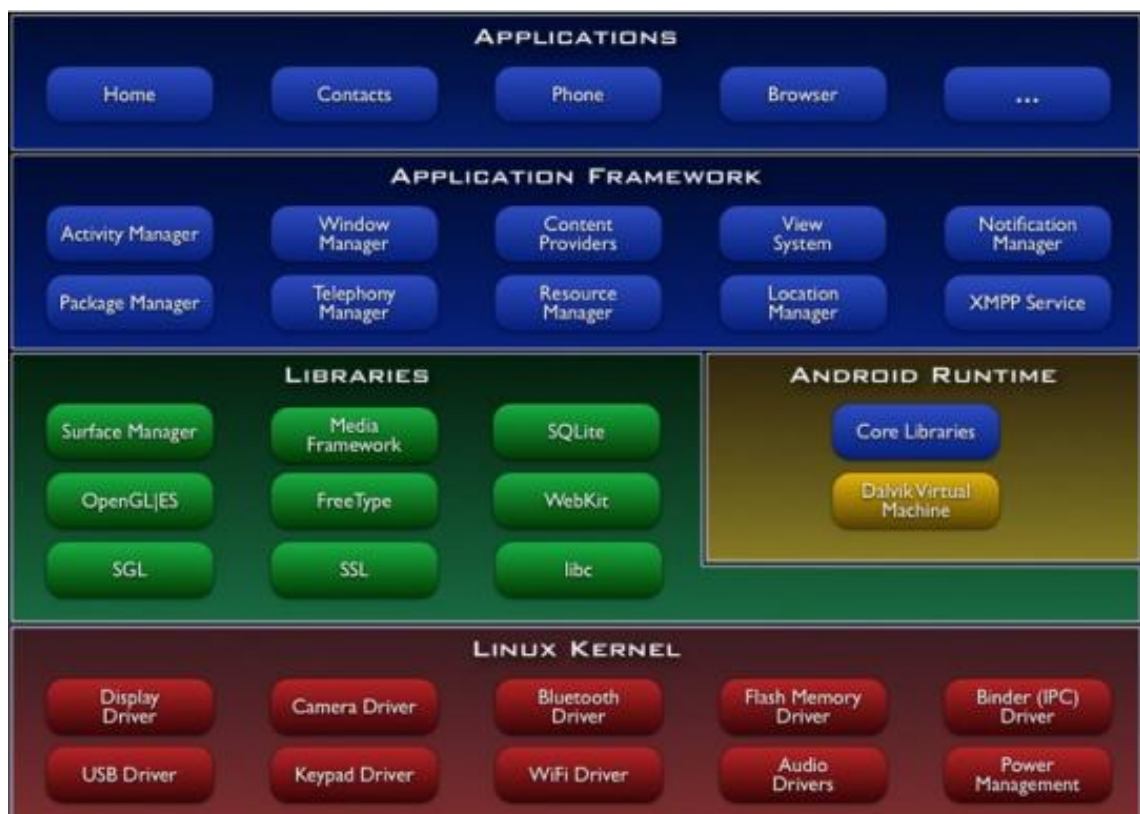 APPLICATIONS
Home
Contacts
Phone
Browser
...
APPLICATION FRAMEWORK
Activity Manager
Window
Manager
Content
Providers
View
System
Notification
Manager
Package Manager
Telephony
Manager
Resource
Manager
Location
Manager
XMPP Service
LIBRARIES
Surface Manager
Media
Framework
SQLite
OpenGL|ES
FreeType
WebKit
SGL
SSL
libc
ANDROID RUNTIME
Core Libraries
Dalvik Virtual
Machine
LINUX KERNEL
Display
Driver
Camera Driver
Bluetooth
Driver
Flash Memory
Driver
Binder (IPC)
Driver
USB Driver
Keypad Driver
WiFi Driver
Audio
Drivers
Power
Management